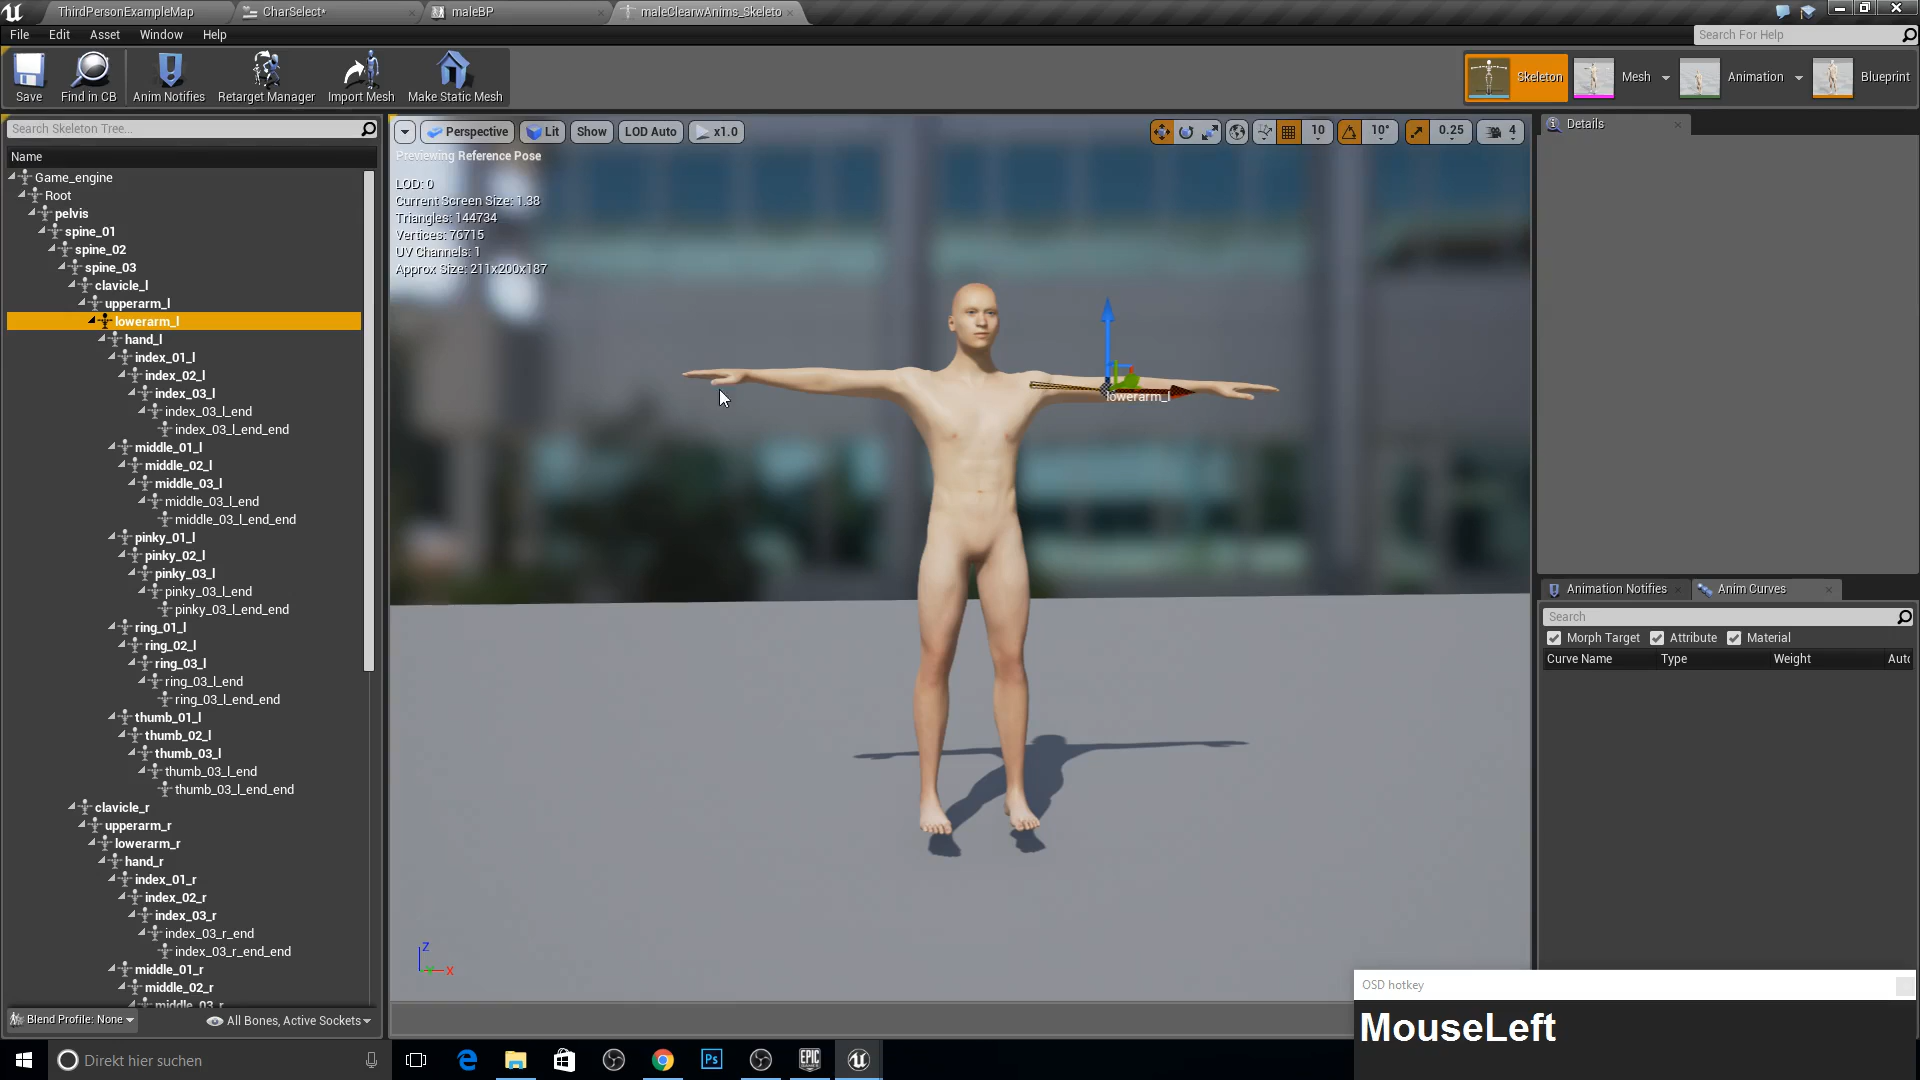 ThirdPersonExampleMap
CharSelect*
maleBP
maleClearwAnims_Skeleto
File Edit Asset Window Help
Search For Help
Save
Find in CB
Anim Notifies
Retarget Manager
Import Mesh
Make Static Mesh
Skeleton
Mesh
Animation
Blueprint
Search Skeleton Tree...
Name
Game_engine
Root
pelvis
spine_01
spine_02
spine_03
clavicle_l
upperarm_l
lowerarm_l
hand_l
index_01_l
index_02_l
index_03_l
index_03_l_end
index_03_l_end_end
middle_01_l
middle_02_l
middle_03_l
middle_03_l_end
middle_03_l_end_end
pinky_01_l
pinky_02_l
pinky_03_l
pinky_03_l_end
pinky_03_l_end_end
ring_01_l
ring_02_l
ring_03_l
ring_03_l_end
ring_03_l_end_end
thumb_01_l
thumb_02_l
thumb_03_l
thumb_03_l_end
thumb_03_l_end_end
clavicle_r
upperarm_r
lowerarm_r
hand_r
index_01_r
index_02_r
index_03_r
index_03_r_end
index_03_r_end_end
middle_01_r
middle_02_r
middle_03_r
Blend Profile: None
All Bones, Active Sockets
Perspective Lit Show LOD Auto x1.0
10 10° 0.25 4
Previewing Reference Pose
LOD: 0
Current Screen Size: 1.38
Triangles: 144734
Vertices: 76715
UV Channels: 1
Approx Size: 211x200x187
lowerarm_l
Z
X
Details
Animation Notifies
Anim Curves
Search
Morph Target Attribute Material
Curve Name Type Weight Auto
OSD hotkey
MouseLeft
Direkt hier suchen
Ps
EPIC